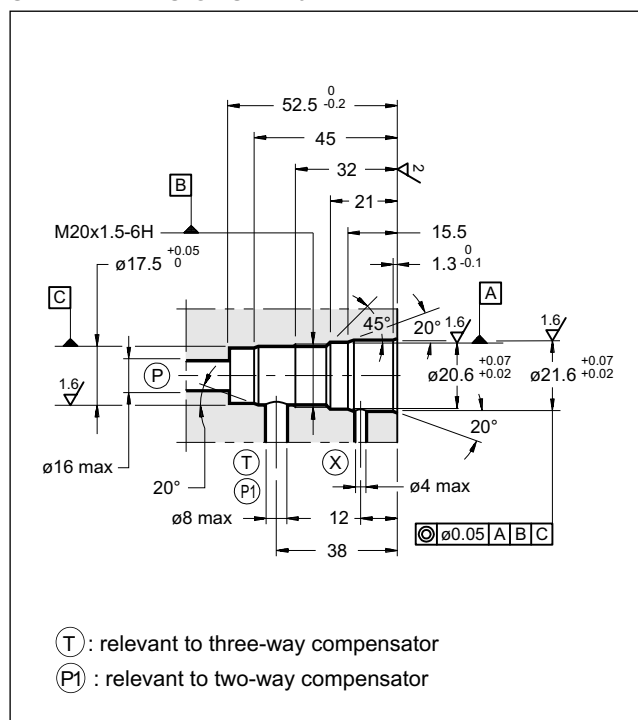 52.5 0 -0.2
45
32
2
B
21
M20x1.5-6H
15.5
ø17.5 +0.05 0
1.3 0 -0.1
C
A
45°
20°
1.6
1.6
P
1.6
ø20.6 +0.07 +0.02
ø21.6 +0.07 +0.02
ø16 max
T
X
20°
20°
P1
ø4 max
ø8 max
12
ø0.05 A B C
38
T : relevant to three-way compensator
P1 : relevant to two-way compensator